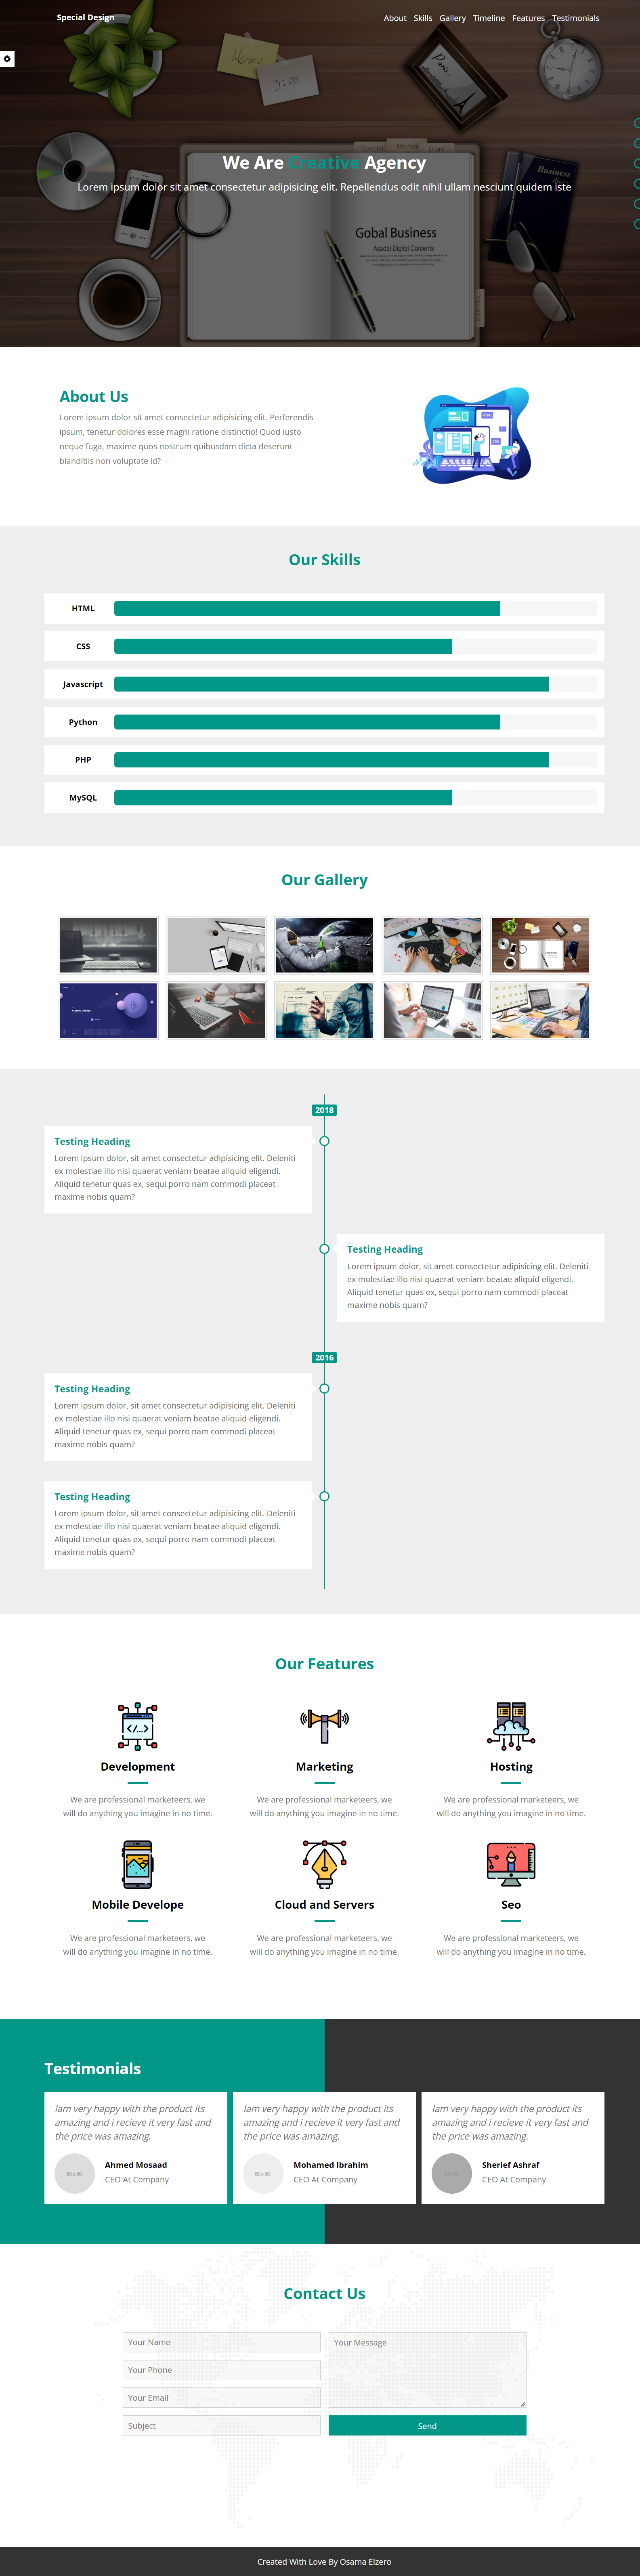 Special Design
About Skills Gallery Timeline Features Testimonials
Memo
3:00
Paris
Special Memory Diary
Business
We Are Creative Agency
Lorem ipsum dolor sit amet consectetur adipisicing elit. Repellendus odit nihil ullam nesciunt quidem iste
Gobal Business
Asadal Digital Contents
About Us
Lorem ipsum dolor sit amet consectetur adipisicing elit. Perferendis
ipsum, tenetur dolores esse magni ratione distinctio! Quod iusto
neque fuga, maxime quos nostrum quibusdam dicta deserunt
blanditiis non voluptate id?
Our Skills
HTML
CSS
Javascript
Python
PHP
MySQL
Our Gallery
2018
Testing Heading
Lorem ipsum dolor, sit amet consectetur adipisicing elit. Deleniti
ex molestiae illo nisi quaerat veniam beatae aliquid eligendi.
Aliquid tenetur quas ex, sequi porro nam commodi placeat
maxime nobis quam?
Testing Heading
Lorem ipsum dolor, sit amet consectetur adipisicing elit. Deleniti
ex molestiae illo nisi quaerat veniam beatae aliquid eligendi.
Aliquid tenetur quas ex, sequi porro nam commodi placeat
maxime nobis quam?
2016
Testing Heading
Lorem ipsum dolor, sit amet consectetur adipisicing elit. Deleniti
ex molestiae illo nisi quaerat veniam beatae aliquid eligendi.
Aliquid tenetur quas ex, sequi porro nam commodi placeat
maxime nobis quam?
Testing Heading
Lorem ipsum dolor, sit amet consectetur adipisicing elit. Deleniti
ex molestiae illo nisi quaerat veniam beatae aliquid eligendi.
Aliquid tenetur quas ex, sequi porro nam commodi placeat
maxime nobis quam?
Our Features
Development
We are professional marketeers, we
will do anything you imagine in no time.
Marketing
We are professional marketeers, we
will do anything you imagine in no time.
Hosting
We are professional marketeers, we
will do anything you imagine in no time.
Mobile Develope
We are professional marketeers, we
will do anything you imagine in no time.
Cloud and Servers
We are professional marketeers, we
will do anything you imagine in no time.
Seo
We are professional marketeers, we
will do anything you imagine in no time.
Testimonials
Iam very happy with the product its
amazing and i recieve it very fast and
the price was amazing.
Ahmed Mosaad
CEO At Company
Iam very happy with the product its
amazing and i recieve it very fast and
the price was amazing.
Mohamed Ibrahim
CEO At Company
Iam very happy with the product its
amazing and i recieve it very fast and
the price was amazing.
Sherief Ashraf
CEO At Company
Contact Us
Your Name
Your Phone
Your Email
Subject
Your Message
Send
Created With Love By Osama Elzero